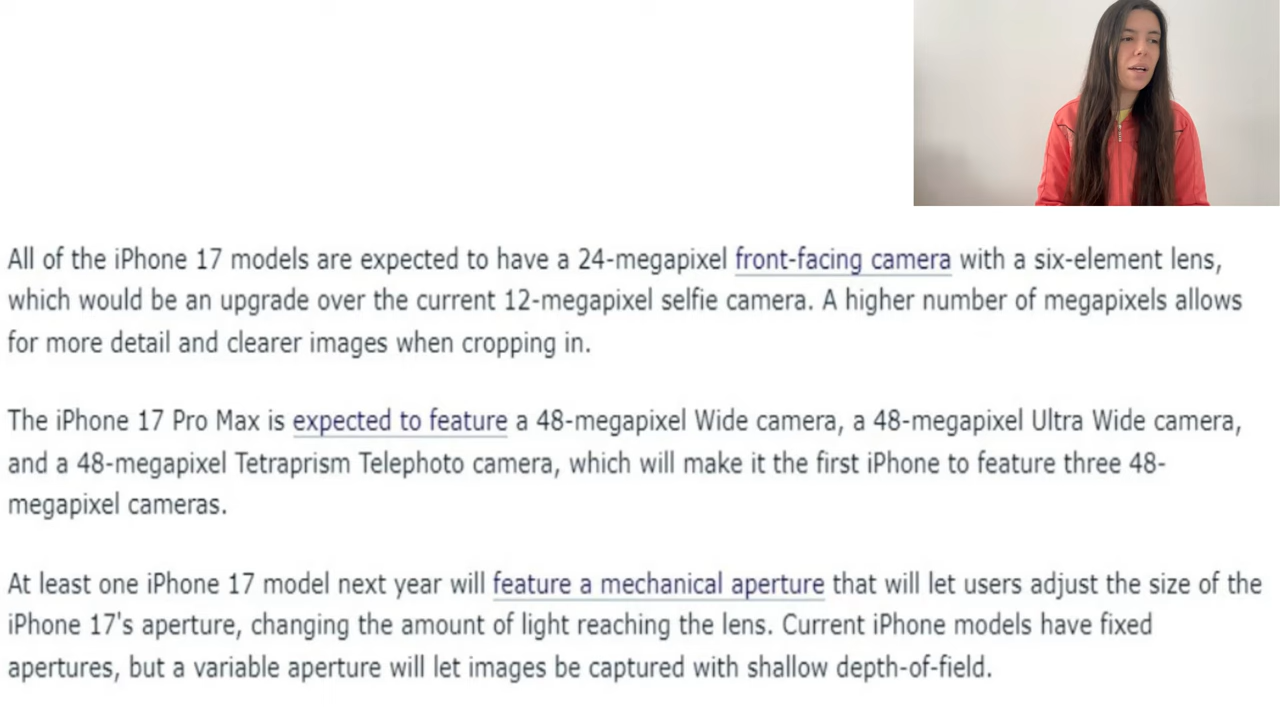 All of the iPhone 17 models are expected to have a 24-megapixel front-facing camera with a six-element lens,
which would be an upgrade over the current 12-megapixel selfie camera. A higher number of megapixels allows
for more detail and clearer images when cropping in.
The iPhone 17 Pro Max is expected to feature a 48-megapixel Wide camera, a 48-megapixel Ultra Wide camera,
and a 48-megapixel Tetraprism Telephoto camera, which will make it the first iPhone to feature three 48-
megapixel cameras.
At least one iPhone 17 model next year will feature a mechanical aperture that will let users adjust the size of the
iPhone 17's aperture, changing the amount of light reaching the lens. Current iPhone models have fixed
apertures, but a variable aperture will let images be captured with shallow depth-of-field.